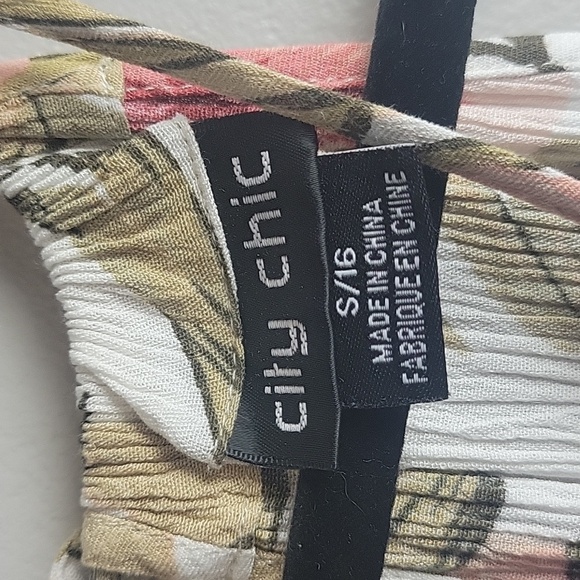 city chic
S/16
MADE IN CHINA
FABRIQUE EN CHINE